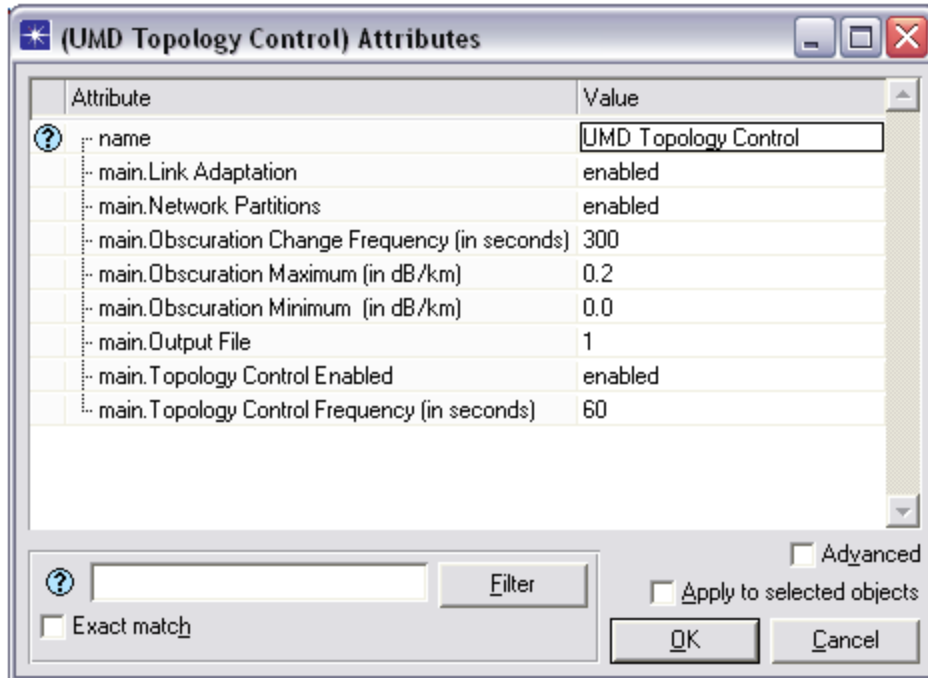 (UMD Topology Control) Attributes
Attribute Value
name UMD Topology Control
main.Link Adaptation enabled
main.Network Partitions enabled
main.Obscuration Change Frequency (in seconds) 300
main.Obscuration Maximum (in dB/km) 0.2
main.Obscuration Minimum  (in dB/km) 0.0
main.Output File 1
main.Topology Control Enabled enabled
main.Topology Control Frequency (in seconds) 60
Advanced
Filter
Apply to selected objects
Exact match
OK Cancel